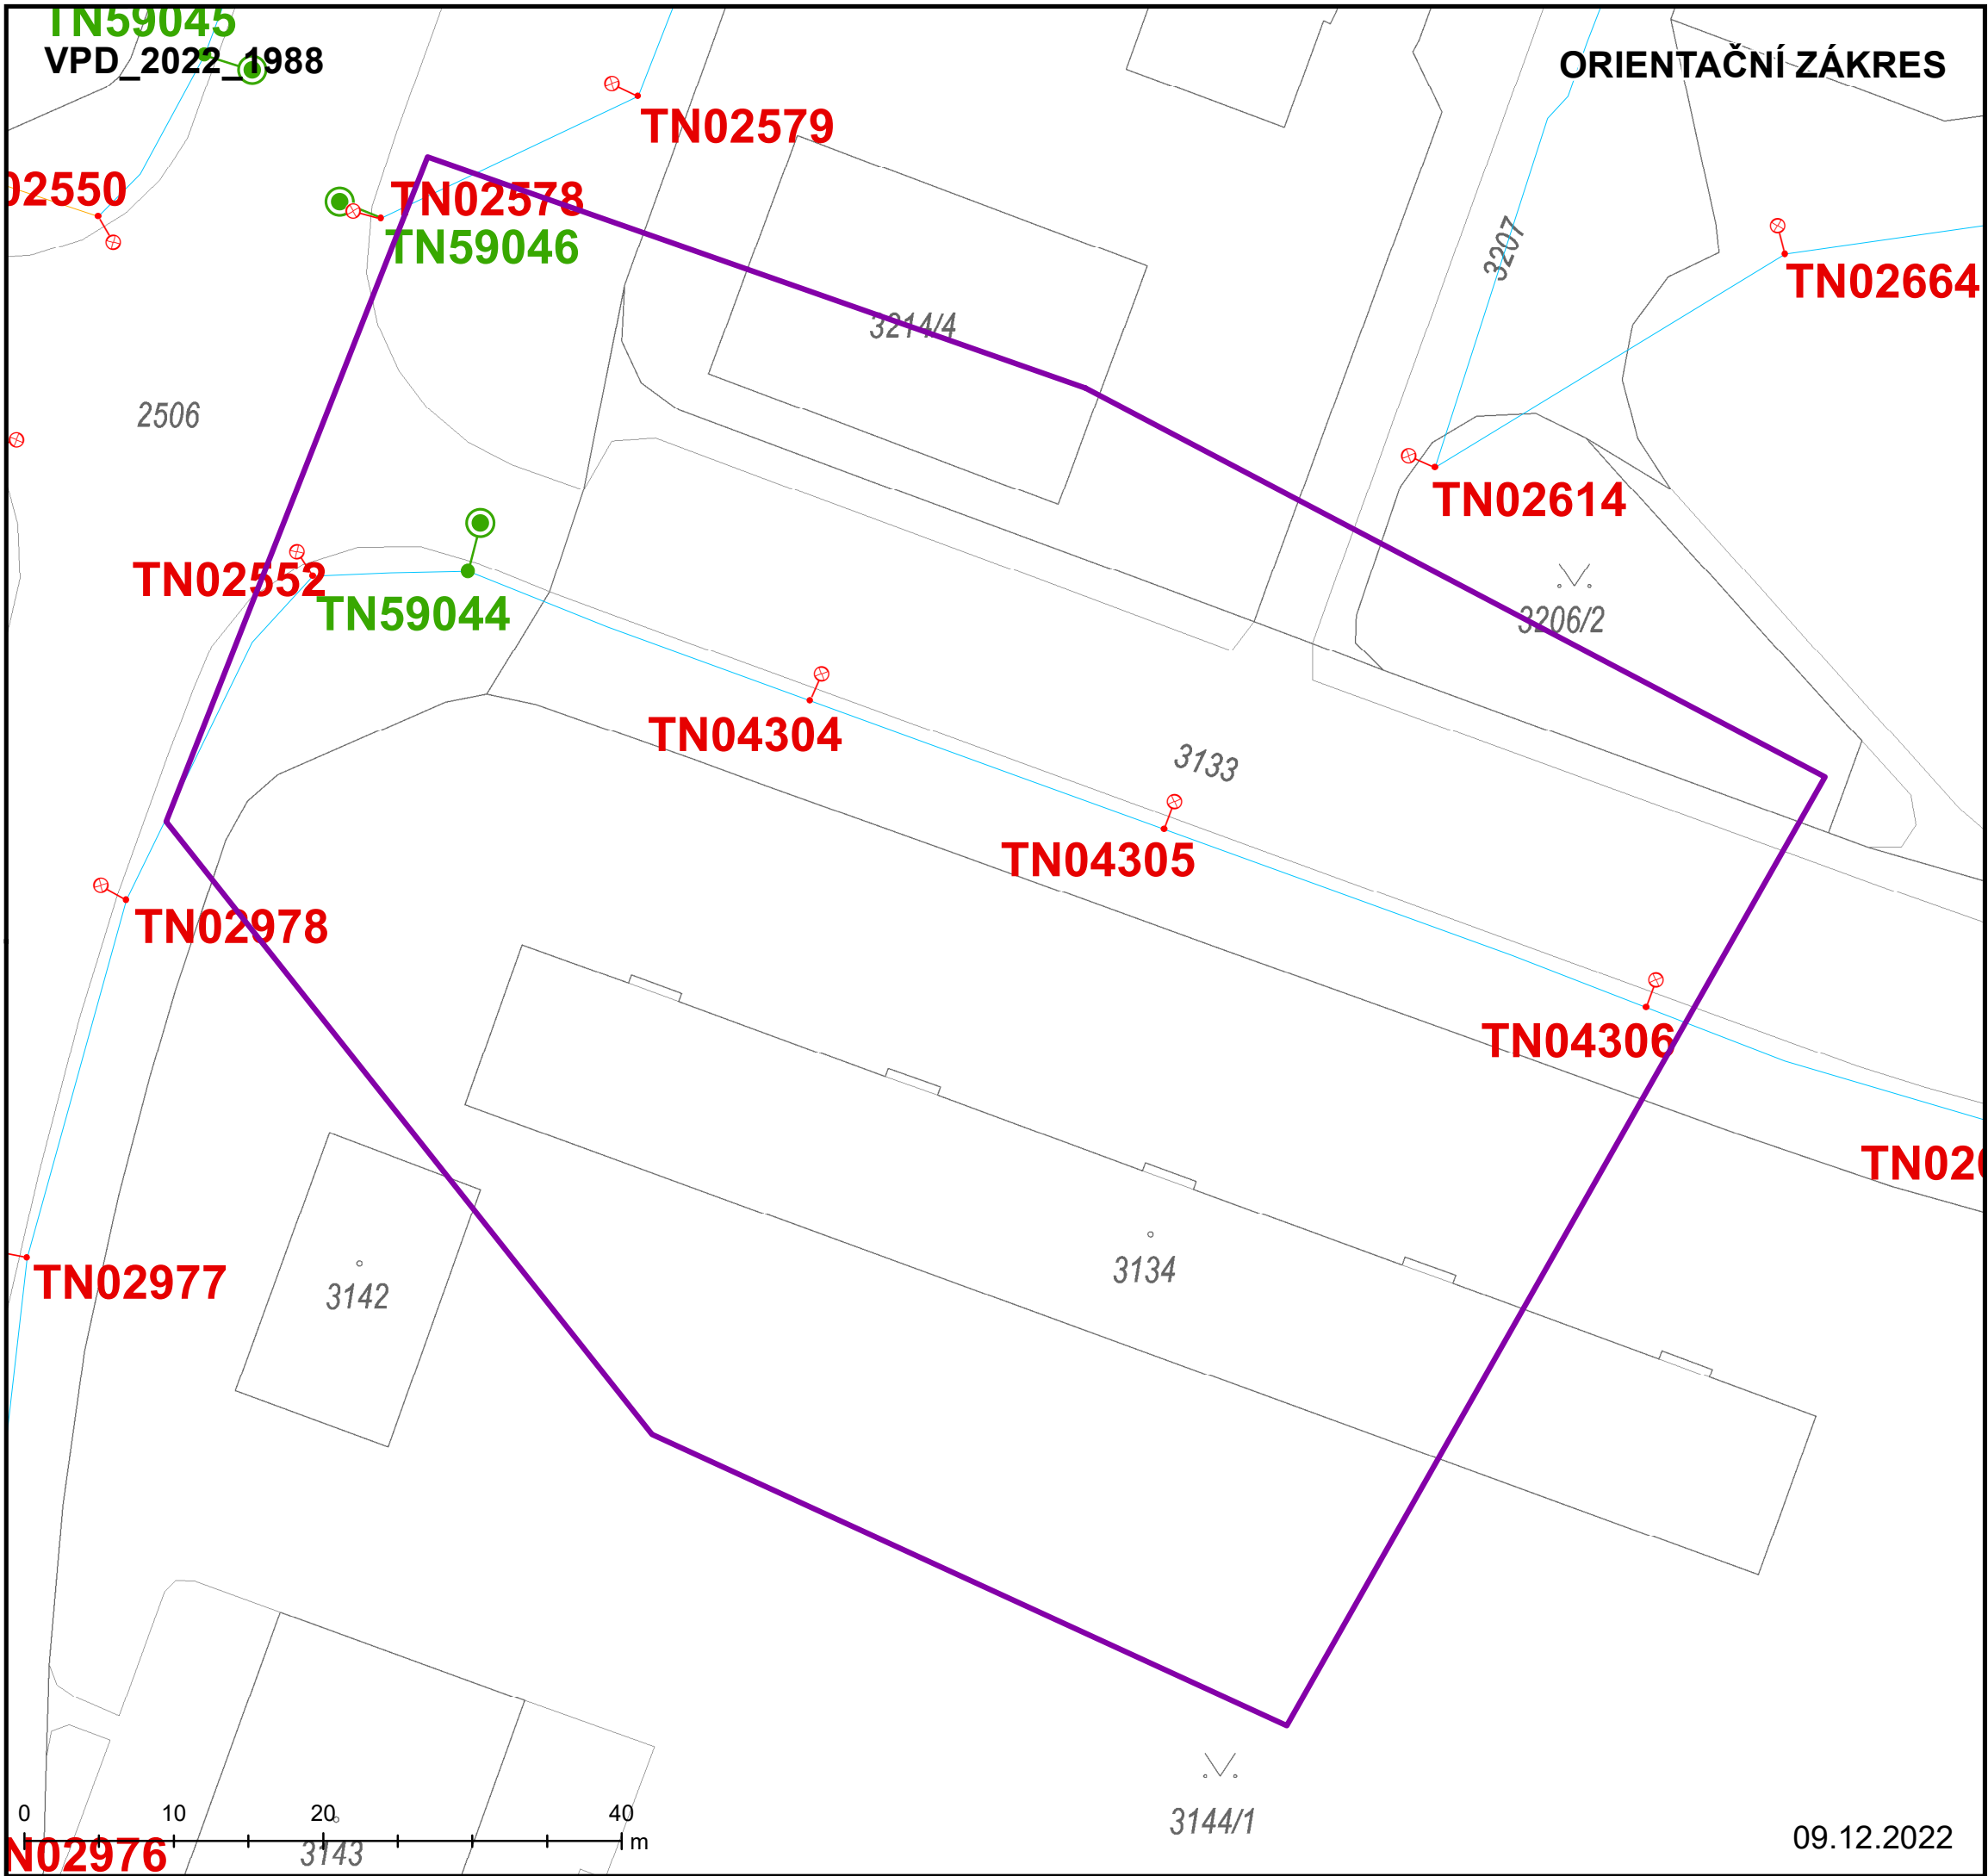 TN59045
VPD_2022_1988
ORIENTAČNÍ ZÁKRES
TN02579
02550
TN02578
TN59046
3207
TN02664
3214/4
2506
TN02614
TN02552
TN59044
3206/2
TN04304
3133
TN04305
TN02978
TN04306
TN02
3134
TN02977
3142
0 10 20 40
m
3144/1
09.12.2022
N02976
3143